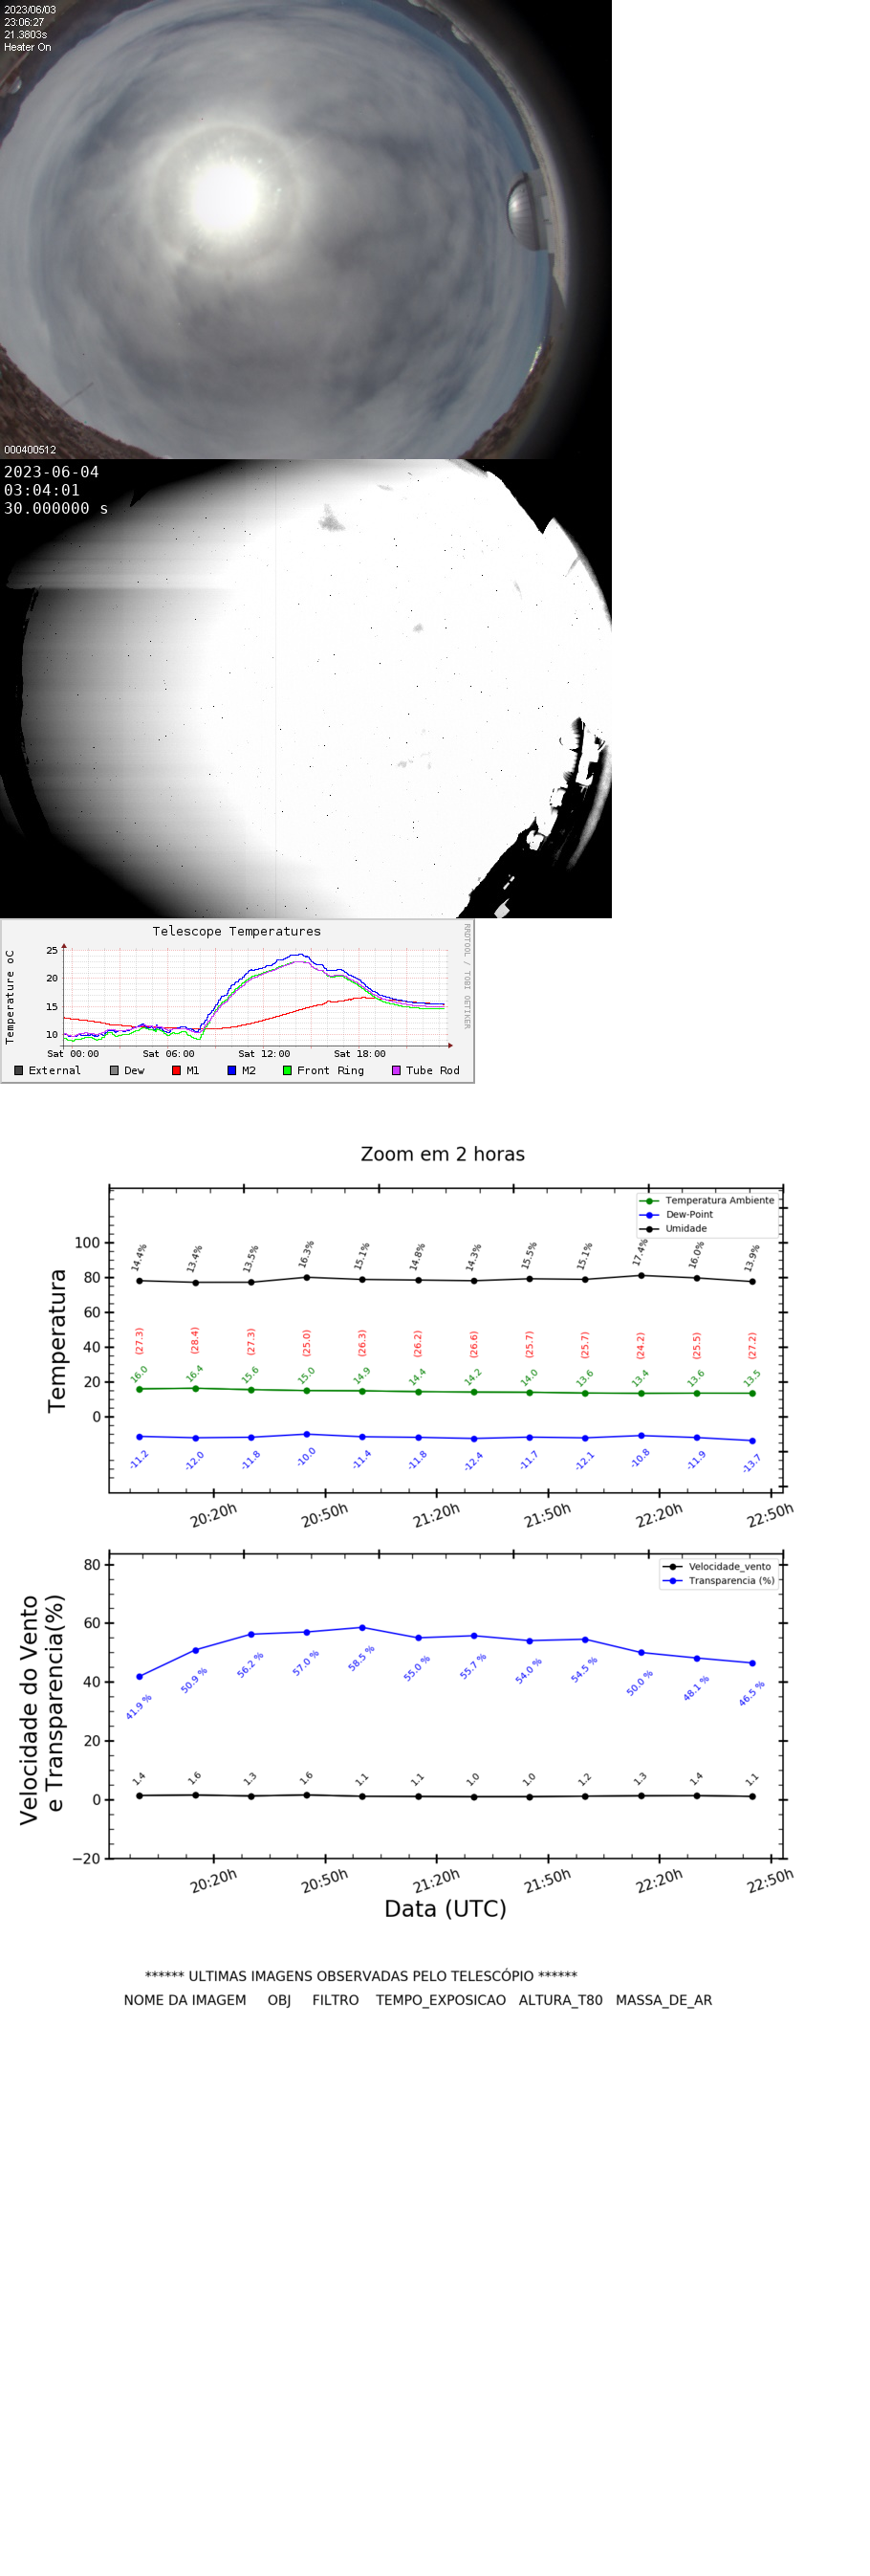 2023/06/03
23:06:27
21.3803s
Heater On
000400512
2023-06-04
03:04:01
30.000000 s
Telescope Temperatures
Temperature oC
RRDTOOL / TOBI OETIKER
25
20
15
10
Sat 00:00 Sat 06:00 Sat 12:00 Sat 18:00
External Dew M1 M2 Front Ring Tube Rod
Zoom em 2 horas
Temperatura
Temperatura Ambiente
Dew-Point
Umidade
100
80
60
40
20
0
14.4% 13.4% 13.5% 16.3% 15.1% 14.8% 14.3% 15.5% 15.1% 17.4% 16.0% 13.9%
(27.3) (28.4) (27.3) (25.0) (26.3) (26.2) (26.6) (25.7) (25.7) (24.2) (25.5) (27.2)
16.0 16.4 15.6 15.0 14.9 14.4 14.2 14.0 13.6 13.4 13.6 13.5
-11.2 -12.0 -11.8 -10.0 -11.4 -11.8 -12.4 -11.7 -12.1 -10.8 -11.9 -13.7
20:20h 20:50h 21:20h 21:50h 22:20h 22:50h
Velocidade do Vento
e Transparencia(%)
Velocidade_vento
Transparencia (%)
80
60
40
20
0
−20
41.9 % 50.9 % 56.2 % 57.0 % 58.5 % 55.0 % 55.7 % 54.0 % 54.5 % 50.0 % 48.1 % 46.5 %
1.4 1.6 1.3 1.6 1.1 1.1 1.0 1.0 1.2 1.3 1.4 1.1
20:20h 20:50h 21:20h 21:50h 22:20h 22:50h
Data (UTC)
****** ULTIMAS IMAGENS OBSERVADAS PELO TELESCÓPIO ******
NOME DA IMAGEM OBJ FILTRO TEMPO_EXPOSICAO ALTURA_T80 MASSA_DE_AR